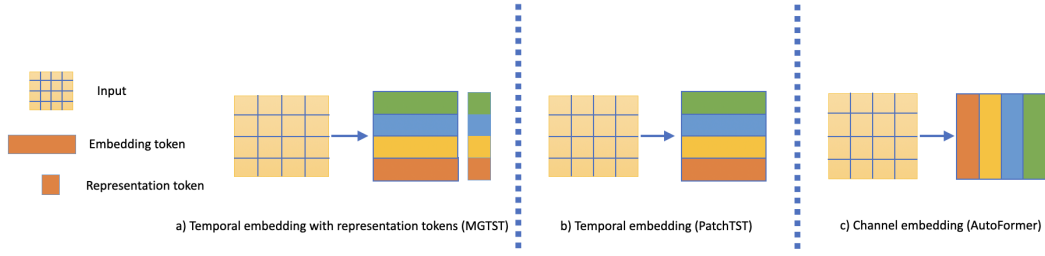 Input
Embedding token
Representation token
a) Temporal embedding with representation tokens (MGTST)
b) Temporal embedding (PatchTST)
c) Channel embedding (AutoFormer)